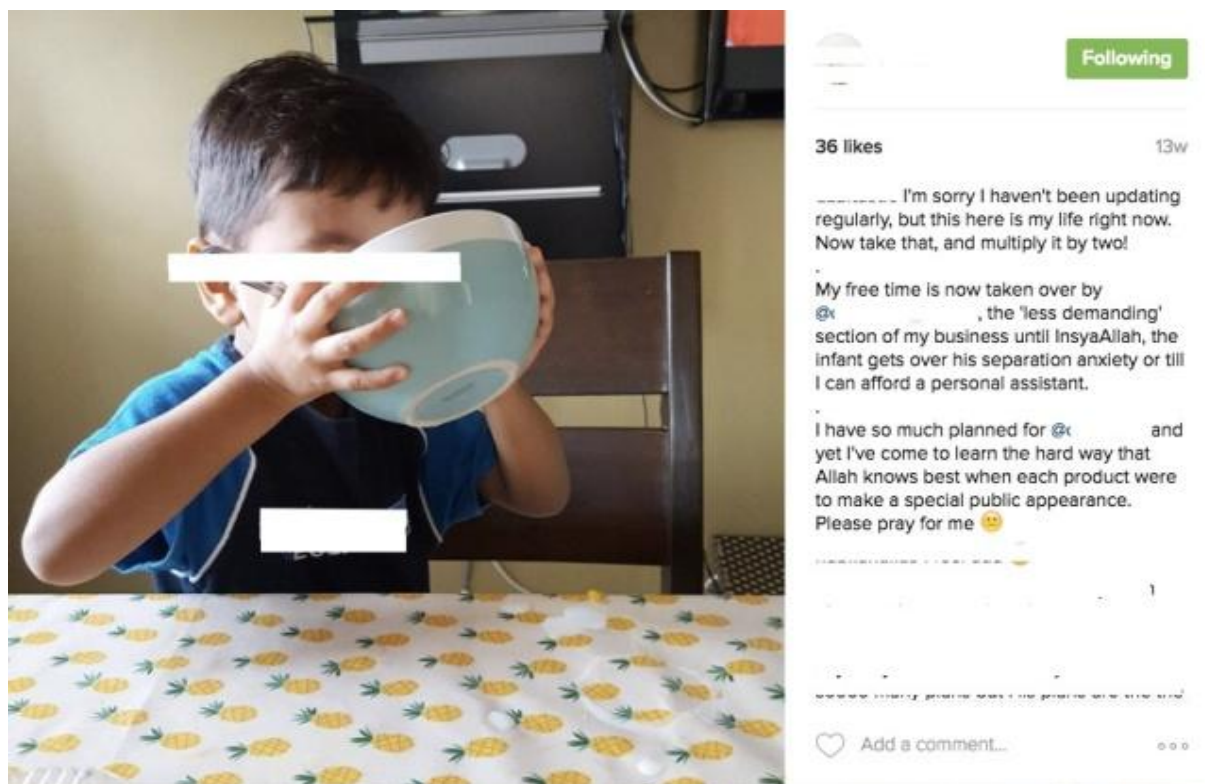 Following
36 likes
13w
I'm sorry I haven't been updating
regularly, but this here is my life right now.
Now take that, and multiply it by two!
.
My free time is now taken over by
@
, the 'less demanding'
section of my business until InsyaAllah, the
infant gets over his separation anxiety or till
I can afford a personal assistant.
.
I have so much planned for @ and
yet I've come to learn the hard way that
Allah knows best when each product were
to make a special public appearance.
Please pray for me 🙁
Add a comment...